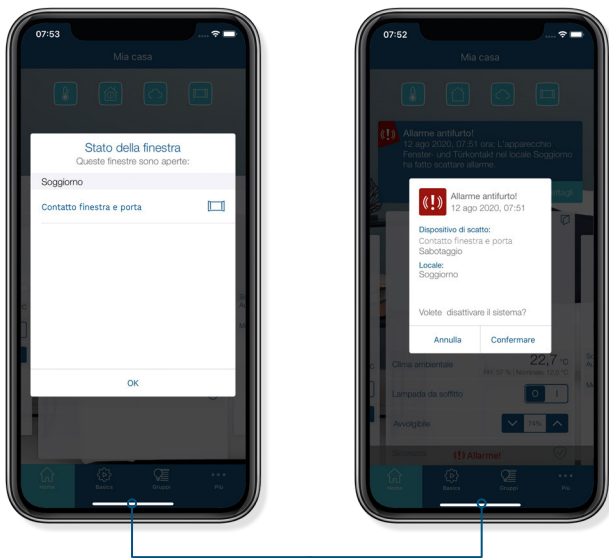 07:53
Mia casa
Stato della finestra
Queste finestre sono aperte:
Soggiorno
Contatto finestra e porta
OK
Home
Basics
Gruppi
Più
07:52
Mia casa
Allarme antifurto!
12 ago 2020, 07:51 ora: L'apparecchio
Fenster- und Türkontakt nel locale Soggiorno
ha fatto scattare allarme.
Allarme antifurto!
12 ago 2020, 07:51
Dispositivo di scatto:
Contatto finestra e porta
Sabotaggio
Locale:
Soggiorno
Volete disattivare il sistema?
Annulla
Confermare
Clima ambientale
22,7 °C
Lampada da soffitto
O I
Avvolgibile
Sicurezza
Allarme!
Home
Basics
Gruppi
Più